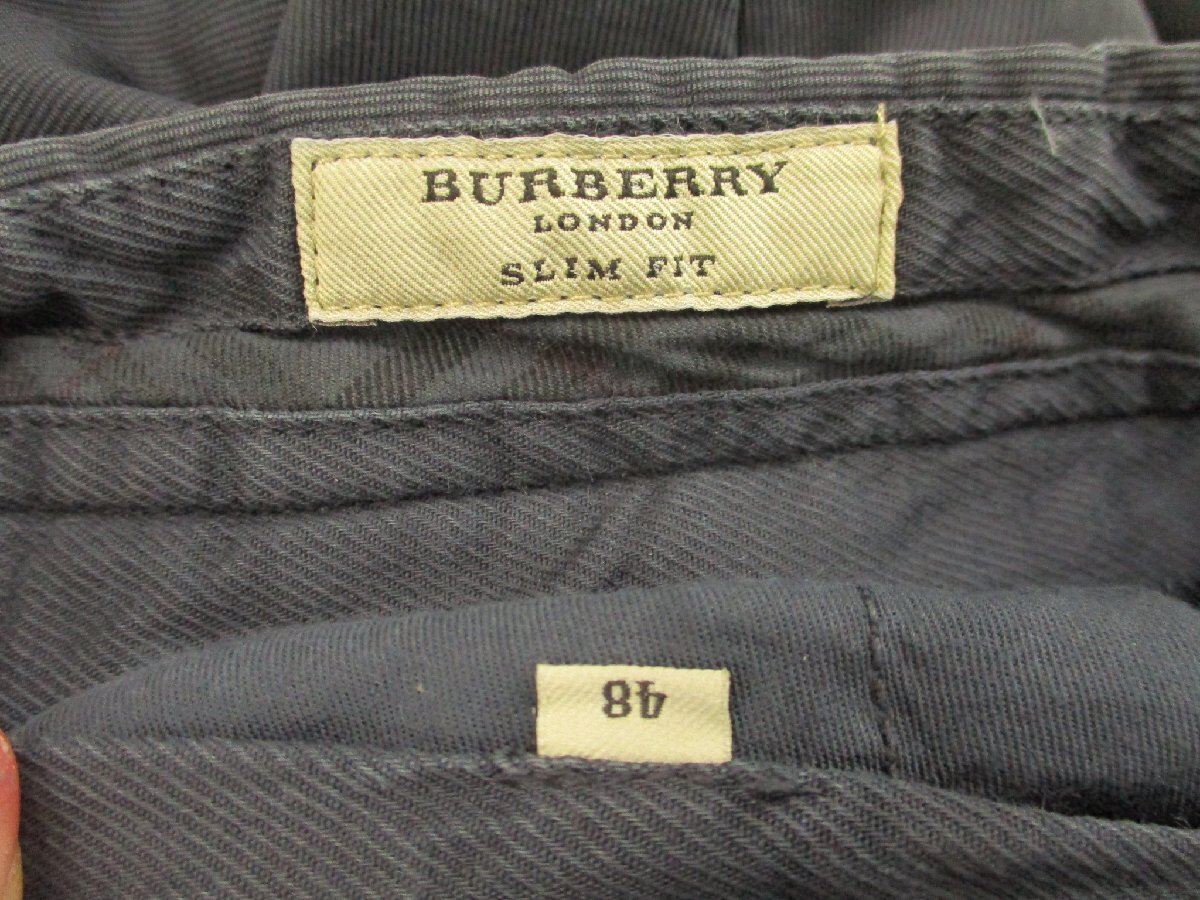 BURBERRY
LONDON
SLIM FIT
48